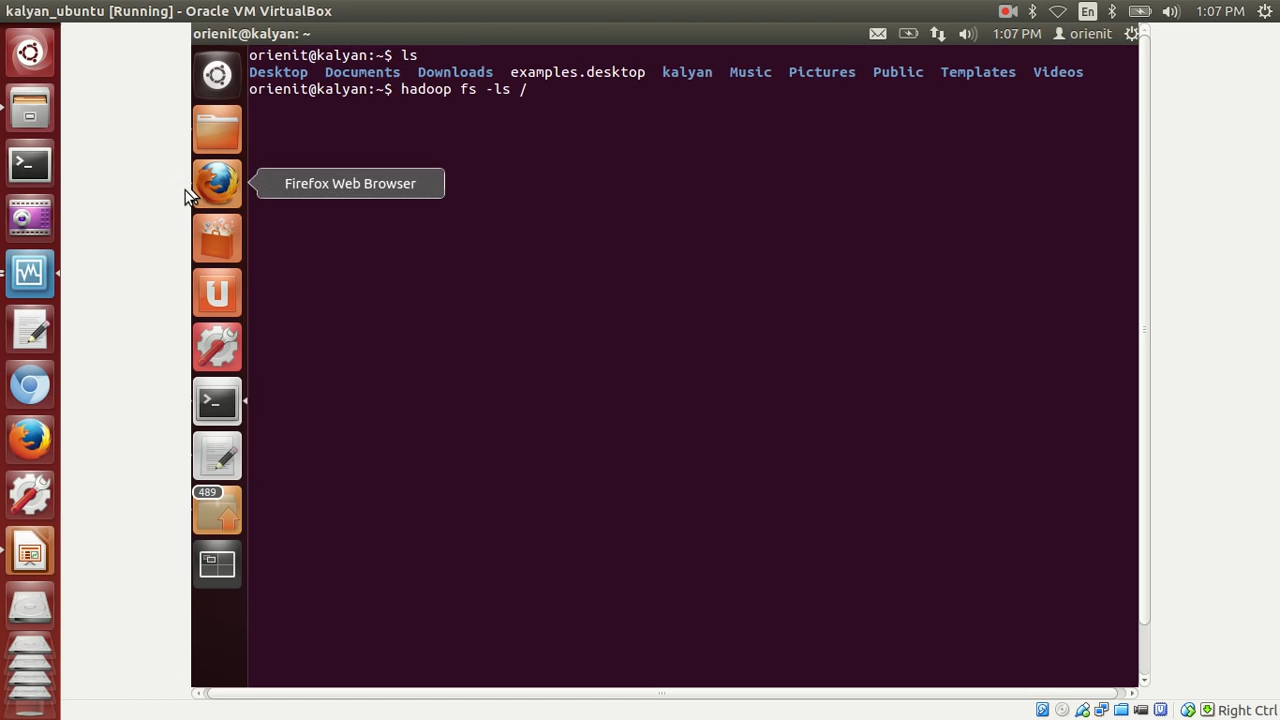 kalyan_ubuntu [Running] - Oracle VM VirtualBox
En
1:07 PM
orienit@kalyan: ~
1:07 PM
orienit
orienit@kalyan:~$ ls
Desktop Documents Downloads examples.desktop kalyan Music Pictures Templates Videos
orienit@kalyan:~$ hadoop fs -ls /
Firefox Web Browser
489
Right Ctrl